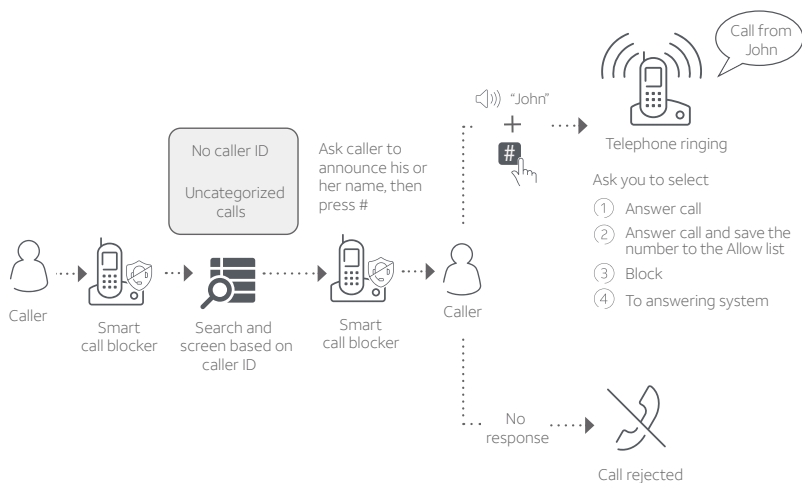 Call from
John
"John"
+
#
Telephone ringing
No caller ID
Uncategorized
calls
Ask caller to
announce his or
her name, then
press #
Ask you to select
1 Answer call
2 Answer call and save the
number to the Allow list
3 Block
4 To answering system
Caller
Smart
call blocker
Search and
screen based on
caller ID
Smart
call blocker
Caller
No
response
Call rejected